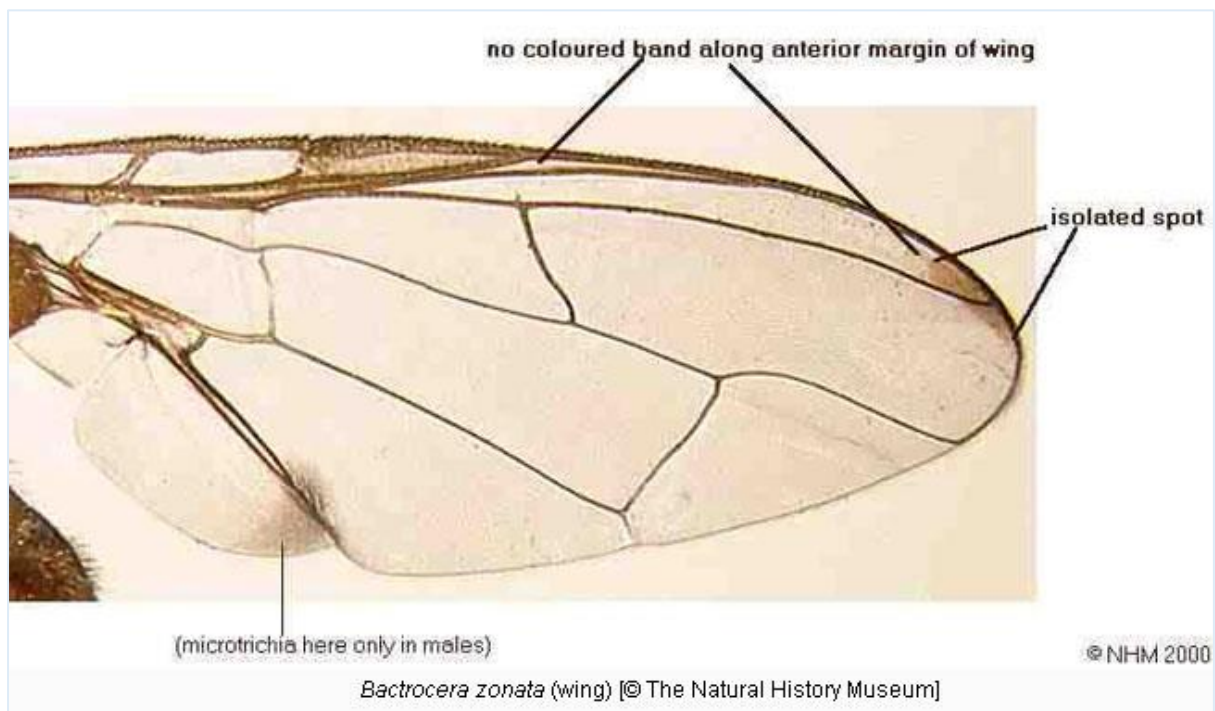 no coloured band along anterior margin of wing
isolated spot
(microtrichia here only in males)
© NHM 2000
Bactrocera zonata (wing) [© The Natural History Museum]